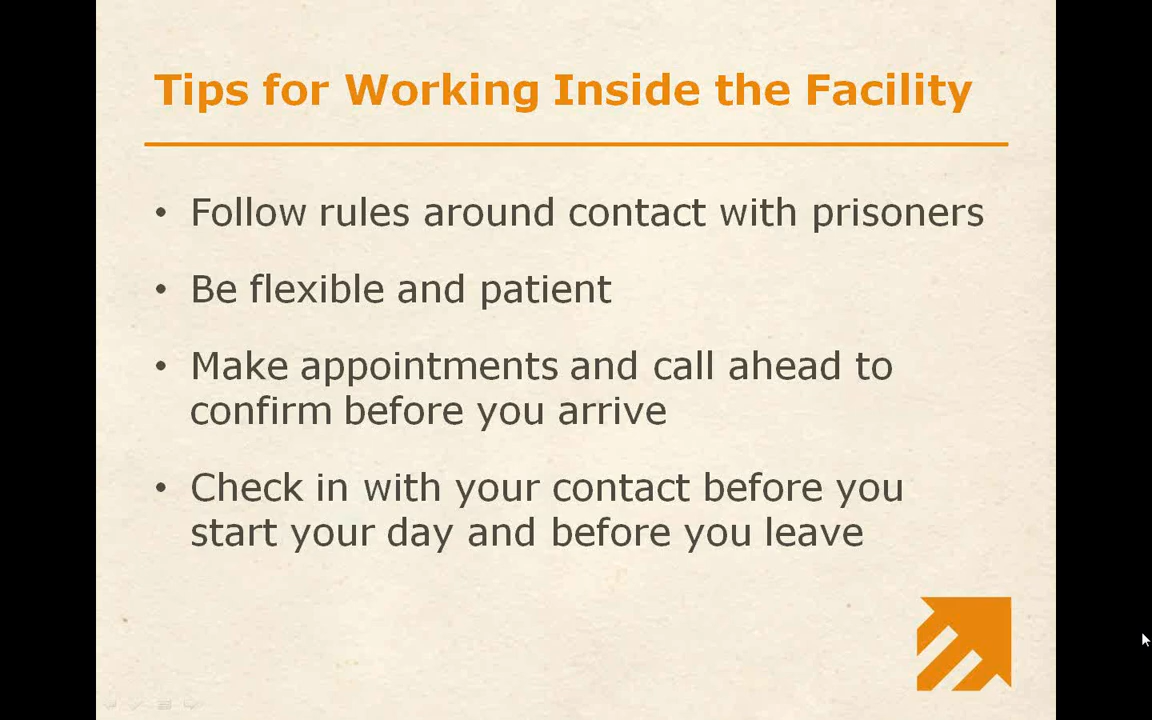 Tips for Working Inside the Facility
• Follow rules around contact with prisoners
• Be flexible and patient
• Make appointments and call ahead to
confirm before you arrive
• Check in with your contact before you
start your day and before you leave